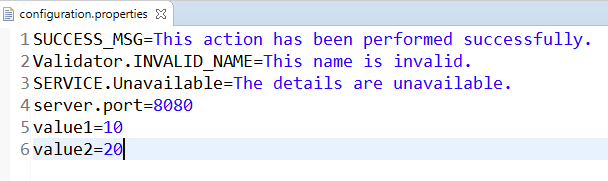 configuration.properties
1 SUCCESS_MSG=This action has been performed successfully.
2 Validator.INVALID_NAME=This name is invalid.
3 SERVICE.Unavailable=The details are unavailable.
4 server.port=8080
5 value1=10
6 value2=20